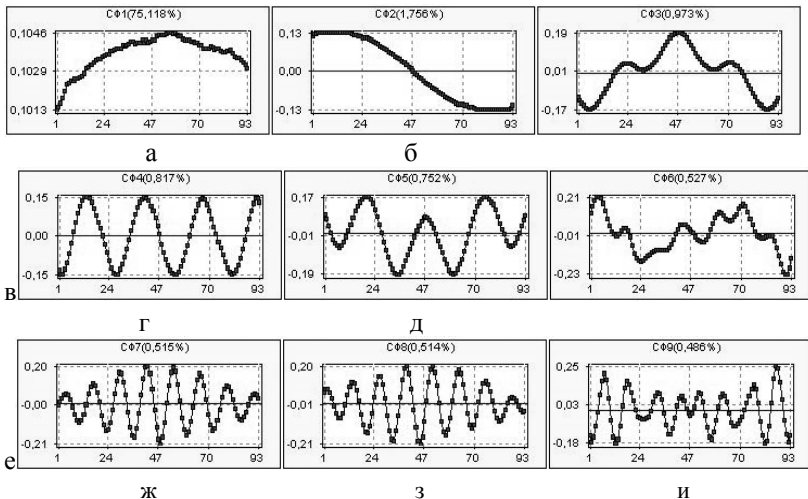 СФ1(75,118%) СФ2(1,756%) СФ3(0,973%)
0,1046 0,13 0,19
0,1029 0,00 0,01
0,1013 -0,13 -0,17
1 24 47 70 93 1 24 47 70 93 1 24 47 70 93
а б
СФ4(0,817%) СФ5(0,752%) СФ6(0,527%)
0,15 0,17 0,21
0,00 -0,01 -0,01
-0,15 -0,19 -0,23
1 24 47 70 93 1 24 47 70 93 1 24 47 70 93
в
г д
СФ7(0,515%) СФ8(0,514%) СФ9(0,486%)
0,20 0,20 0,25
-0,00 -0,01 0,03
-0,21 -0,21 -0,18
1 24 47 70 93 1 24 47 70 93 1 24 47 70 93
е
ж з и